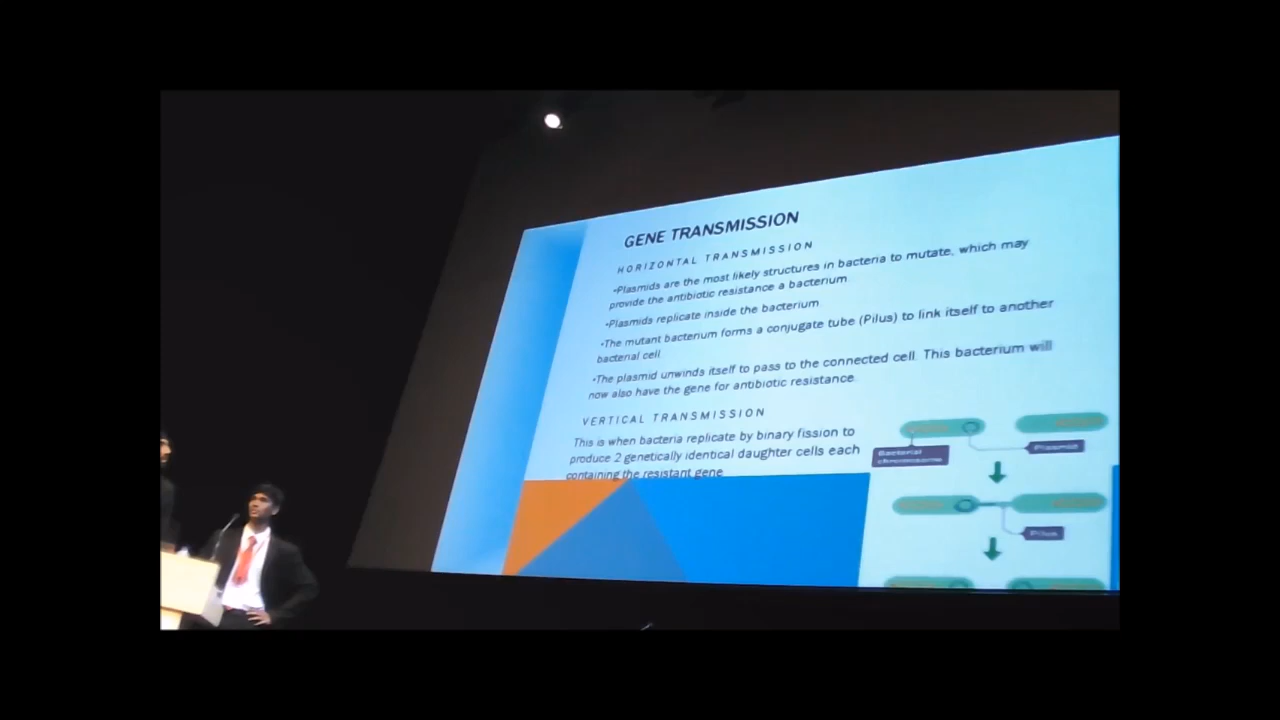 GENE TRANSMISSION
HORIZONTAL TRANSMISSION
•Plasmids are the most likely structures in bacteria to mutate, which may
provide the antibiotic resistance a bacterium.
•Plasmids replicate inside the bacterium
•The mutant bacterium forms a conjugate tube (Pilus) to link itself to another
bacterial cell
•The plasmid unwinds itself to pass to the connected cell. This bacterium will
now also have the gene for antibiotic resistance
VERTICAL TRANSMISSION
This is when bacteria replicate by binary fission to
produce 2 genetically identical daughter cells each
containing the resistant gene
Bacterial
chromosome
Plasmid
Pilus